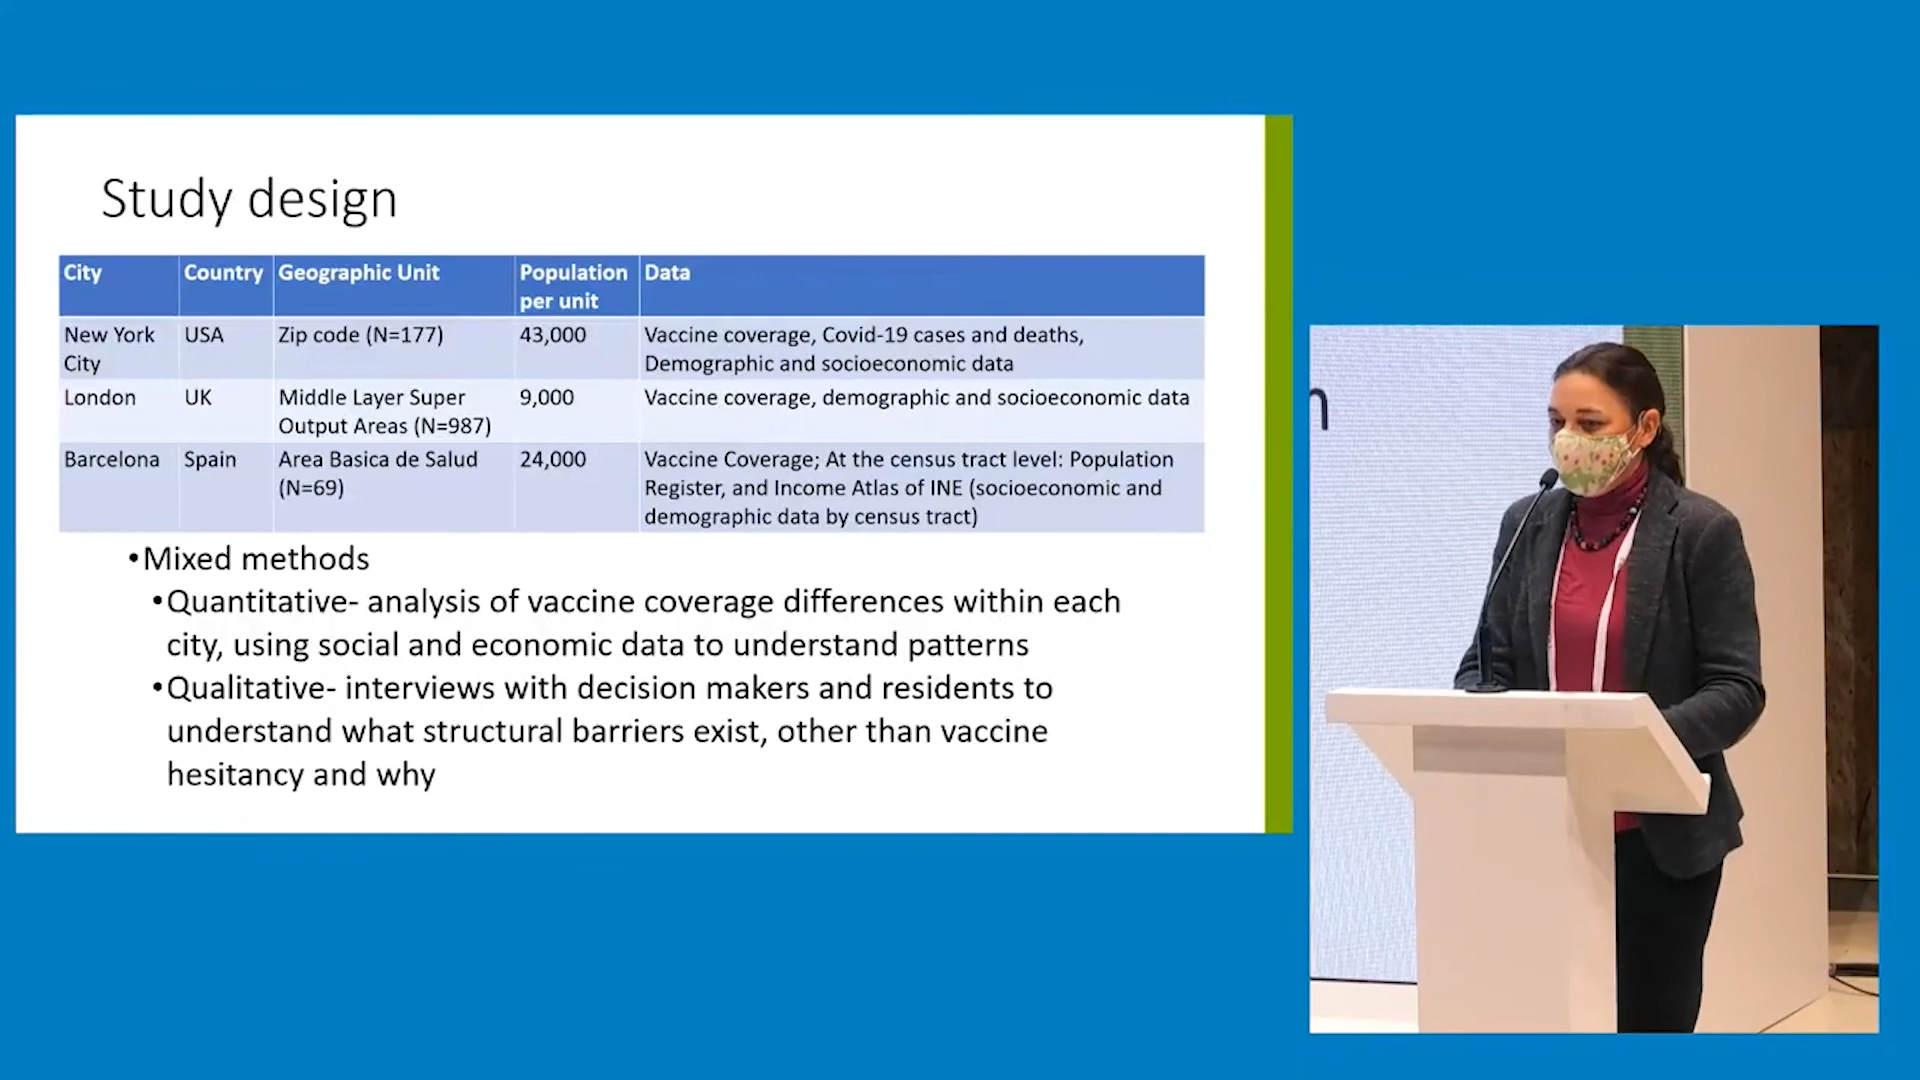 Study design
City Country Geographic Unit Population per unit Data
New York City USA Zip code (N=177) 43,000 Vaccine coverage, Covid-19 cases and deaths, Demographic and socioeconomic data
London UK Middle Layer Super Output Areas (N=987) 9,000 Vaccine coverage, demographic and socioeconomic data
Barcelona Spain Area Basica de Salud (N=69) 24,000 Vaccine Coverage; At the census tract level: Population Register, and Income Atlas of INE (socioeconomic and demographic data by census tract)
•Mixed methods
•Quantitative- analysis of vaccine coverage differences within each
city, using social and economic data to understand patterns
•Qualitative- interviews with decision makers and residents to
understand what structural barriers exist, other than vaccine
hesitancy and why
n